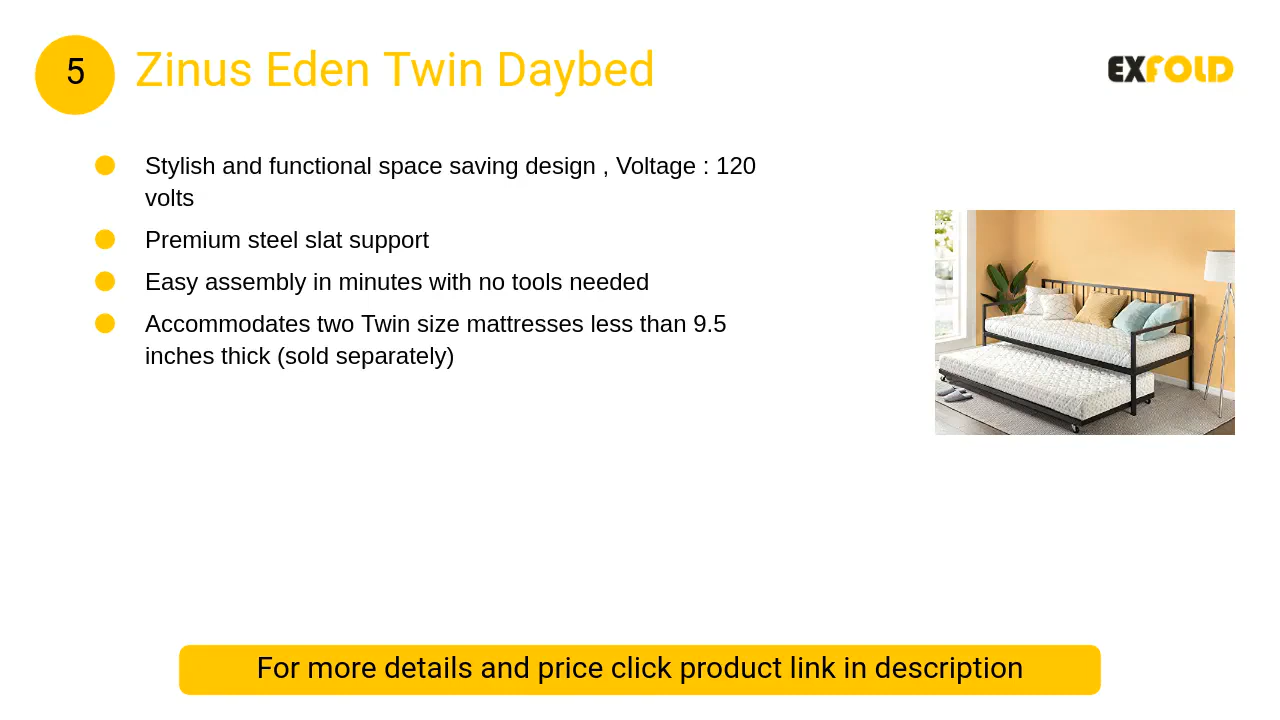 5
Zinus Eden Twin Daybed
EXFOLD
Stylish and functional space saving design , Voltage : 120
volts
Premium steel slat support
Easy assembly in minutes with no tools needed
Accommodates two Twin size mattresses less than 9.5
inches thick (sold separately)
For more details and price click product link in description